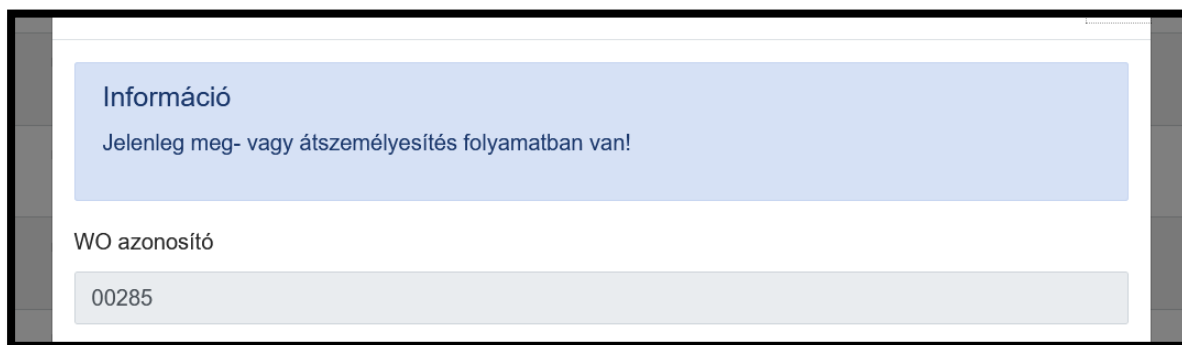 Információ
Jelenleg meg- vagy átszemélyesítés folyamatban van!
WO azonosító
00285